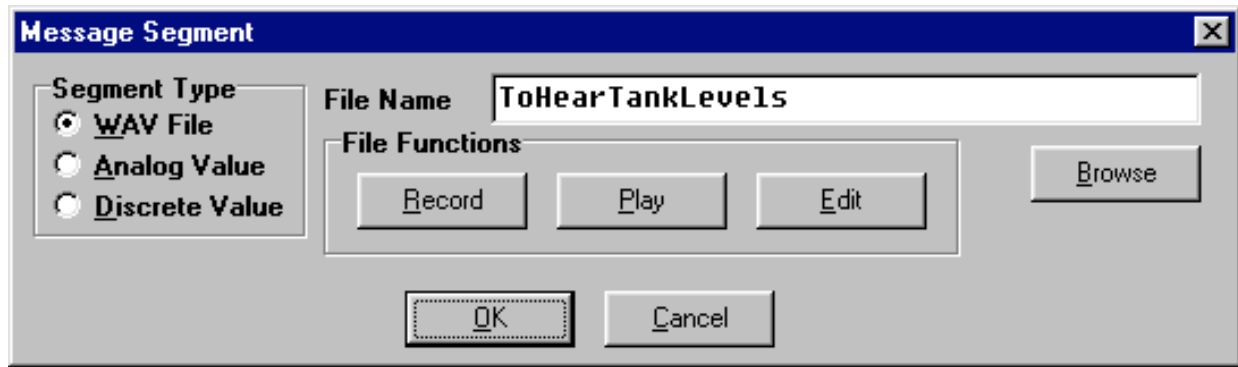 Message Segment
Segment Type
WAV File
Analog Value
Discrete Value
File Name ToHearTankLevels
File Functions
Record Play Edit
Browse
OK Cancel